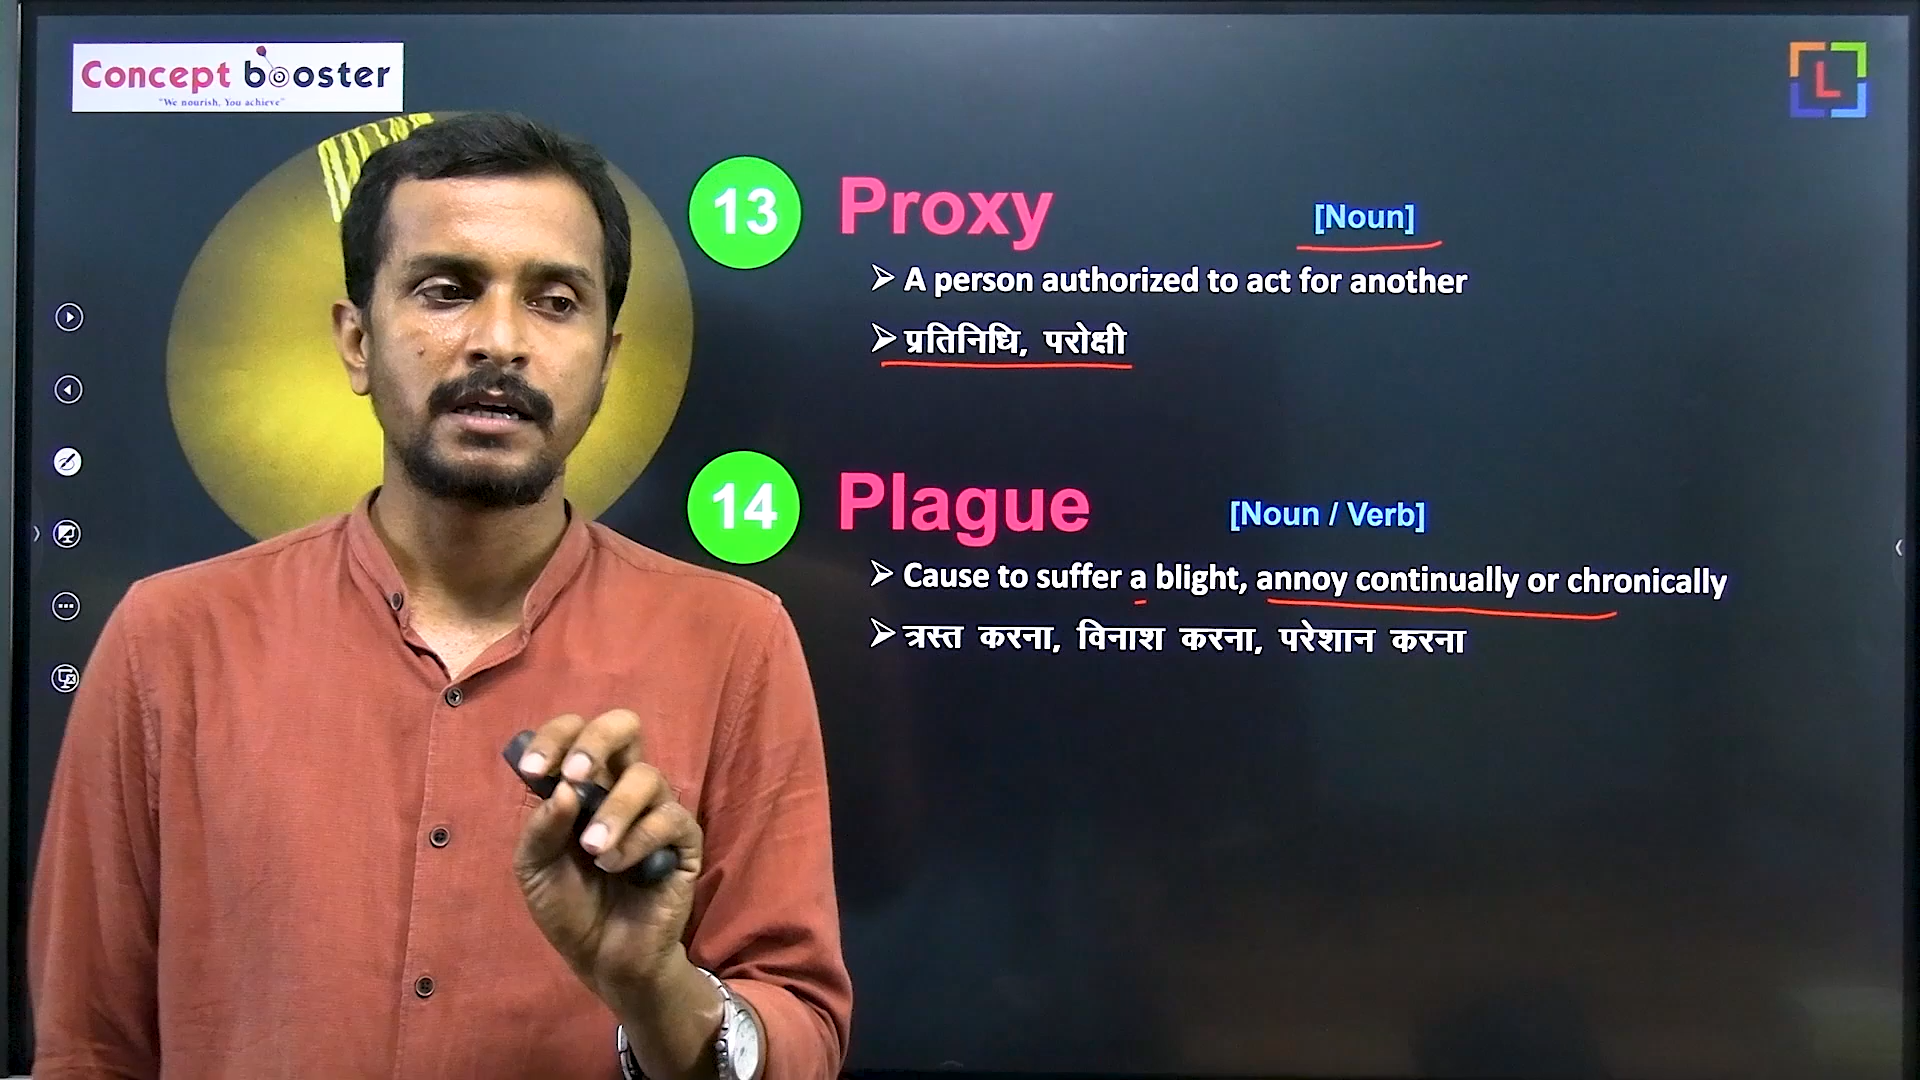 Concept booster
"We nourish, You achieve"
L
13 Proxy [Noun]
A person authorized to act for another
प्रतिनिधि, परोक्षी
14 Plague [Noun / Verb]
Cause to suffer a blight, annoy continually or chronically
त्रस्त करना, विनाश करना, परेशान करना